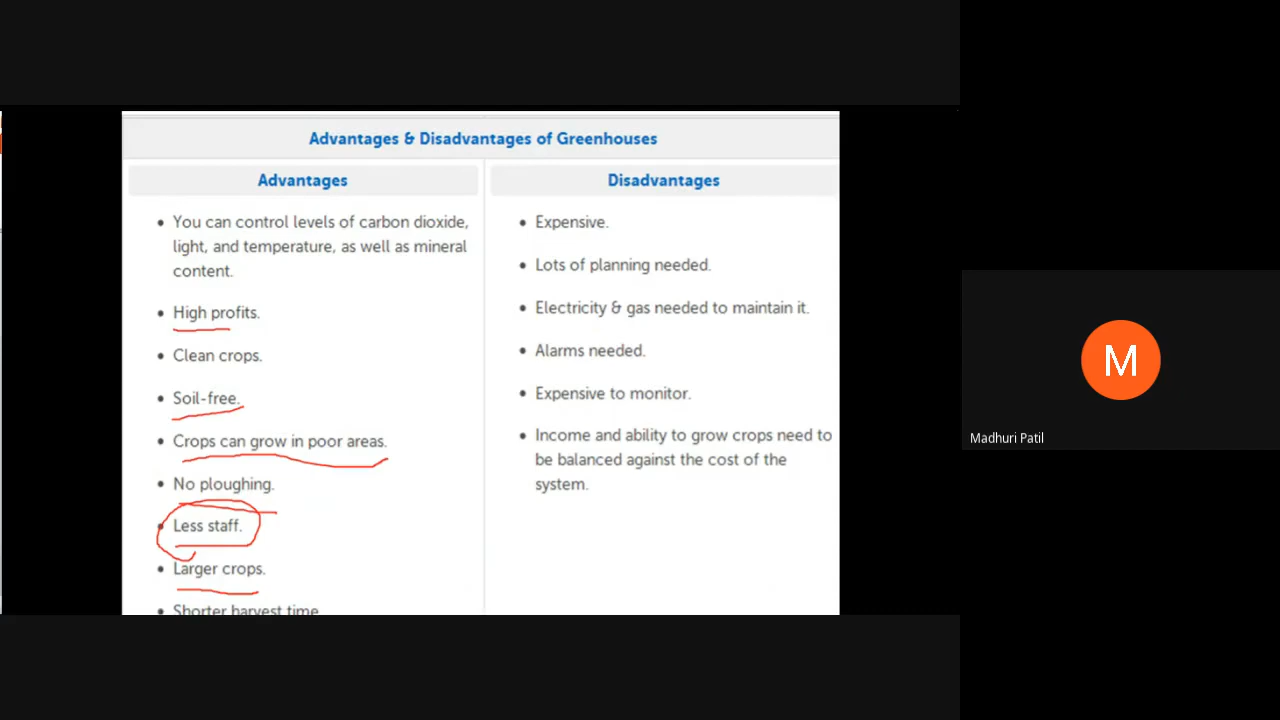 Advantages & Disadvantages of Greenhouses
Advantages
• You can control levels of carbon dioxide,
light, and temperature, as well as mineral
content.
• High profits.
• Clean crops.
• Soil-free.
• Crops can grow in poor areas.
• No ploughing.
• Less staff.
• Larger crops.
• Shorter harvest time
Disadvantages
• Expensive.
• Lots of planning needed.
• Electricity & gas needed to maintain it.
• Alarms needed.
• Expensive to monitor.
• Income and ability to grow crops need to
be balanced against the cost of the
system.
M
Madhuri Patil